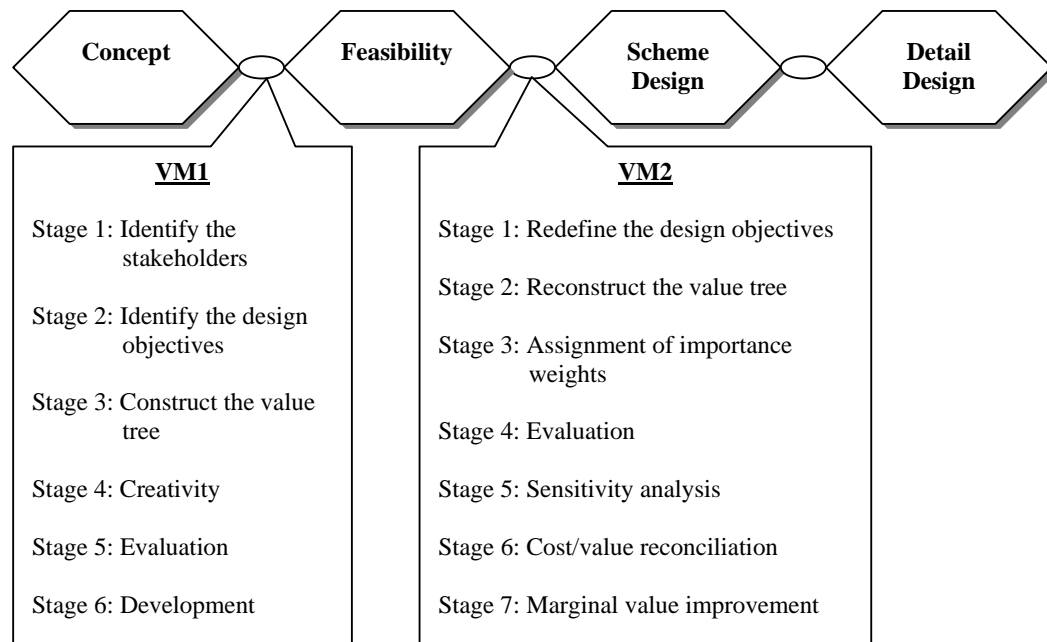 Concept
Feasibility
Scheme
Design
Detail
Design
VM1
Stage 1: Identify the
stakeholders
Stage 2: Identify the design
objectives
Stage 3: Construct the value
tree
Stage 4: Creativity
Stage 5: Evaluation
Stage 6: Development
VM2
Stage 1: Redefine the design objectives
Stage 2: Reconstruct the value tree
Stage 3: Assignment of importance
weights
Stage 4: Evaluation
Stage 5: Sensitivity analysis
Stage 6: Cost/value reconciliation
Stage 7: Marginal value improvement